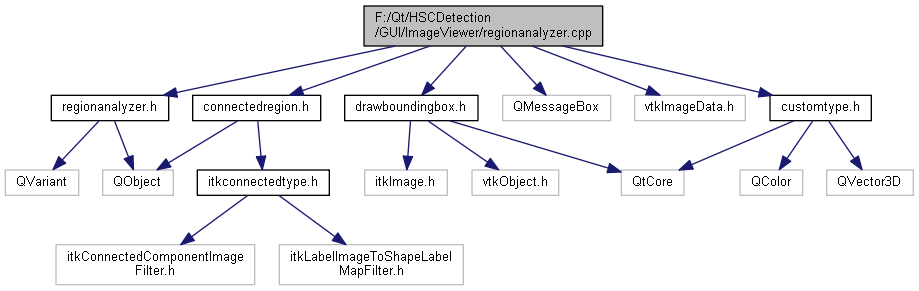 F:/Qt/HSCDetection
/GUI/ImageViewer/regionanalyzer.cpp
regionanalyzer.h
connectedregion.h
drawboundingbox.h
QMessageBox
vtkImageData.h
customtype.h
QVariant
QObject
itkconnectedtype.h
itkImage.h
vtkObject.h
QtCore
QColor
QVector3D
itkConnectedComponentImage
Filter.h
itkLabelImageToShapeLabel
MapFilter.h